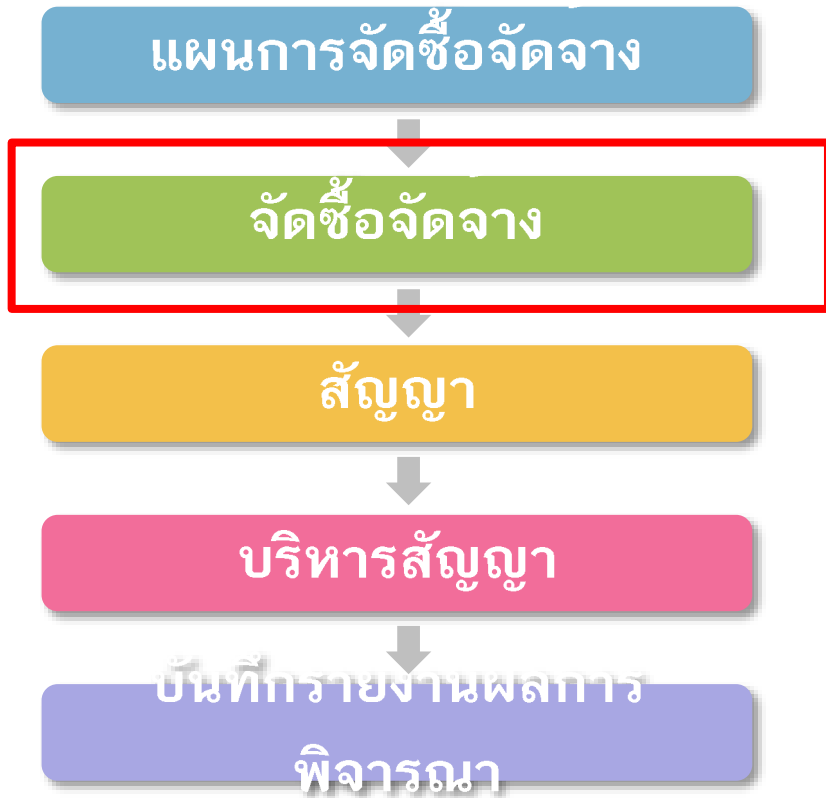 แผนการจัดซื้อจัดจ้าง
จัดซื้อจัดจ้าง
สัญญา
บริหารสัญญา
บันทึกรายงานผลการ
พิจารณา